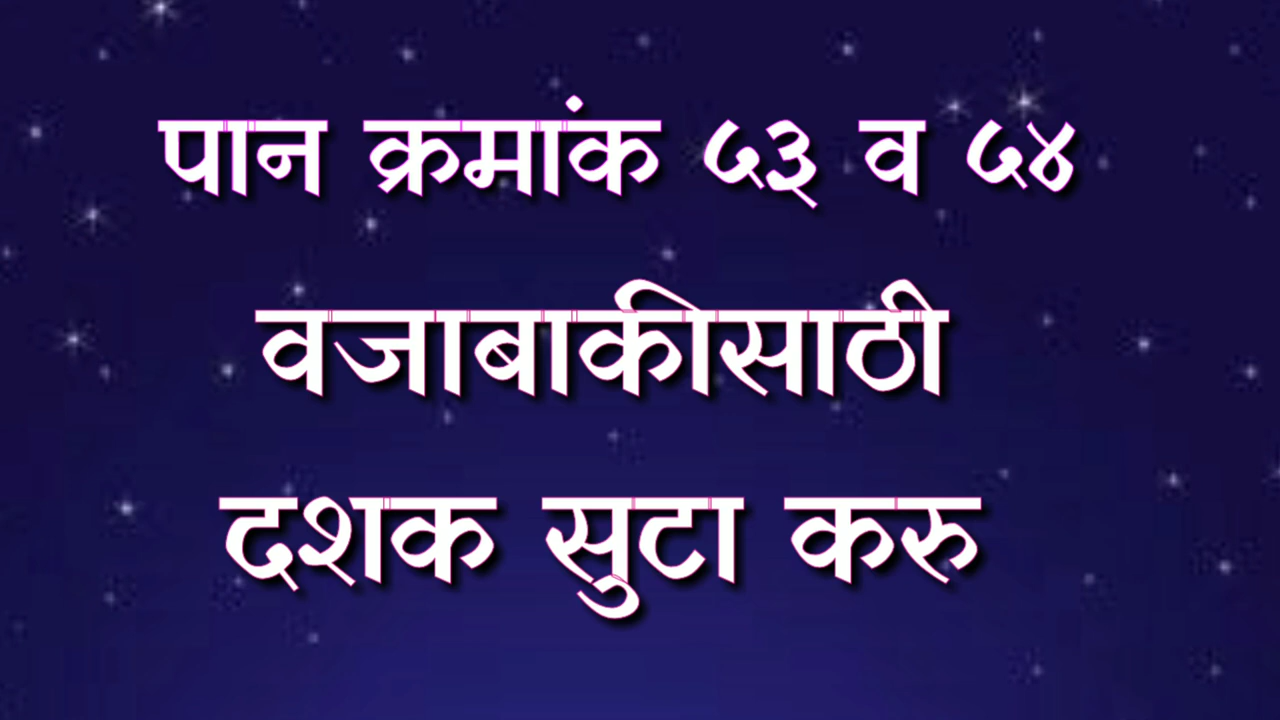 पान क्रमांक ५३ व ५४
वजाबाकीसाठी
दशक सुटा करु